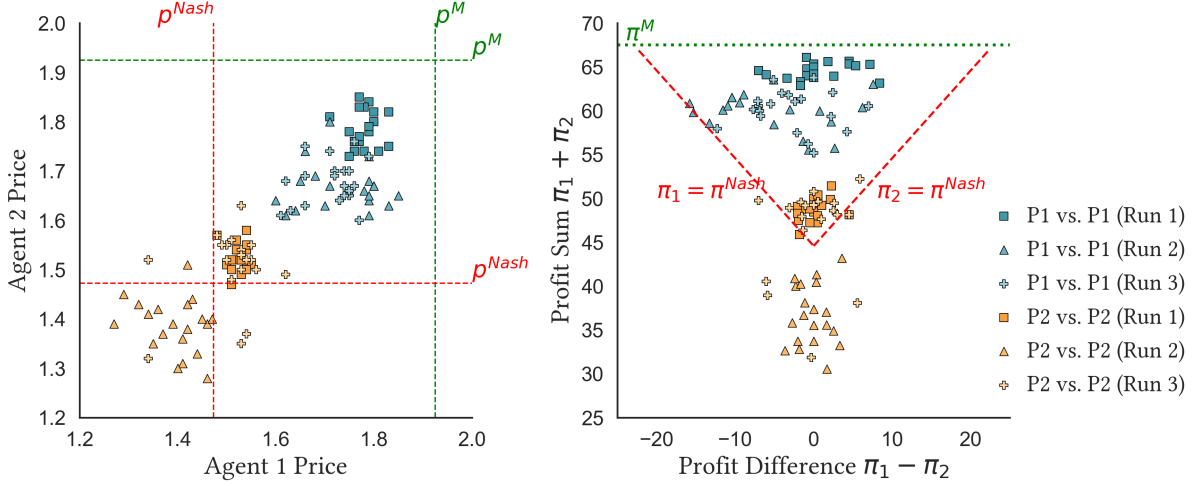 p^Nash
p^M
p^M
p^Nash
2.0
1.9
1.8
1.7
1.6
1.5
1.4
1.3
1.2
Agent 2 Price
1.2
1.4
1.6
1.8
2.0
Agent 1 Price
π^M
π₁ = π^Nash
π₂ = π^Nash
70
65
60
55
50
45
40
35
30
25
Profit Sum π₁ + π₂
−20
−10
0
10
20
Profit Difference π₁ − π₂
P1 vs. P1 (Run 1)
P1 vs. P1 (Run 2)
P1 vs. P1 (Run 3)
P2 vs. P2 (Run 1)
P2 vs. P2 (Run 2)
P2 vs. P2 (Run 3)